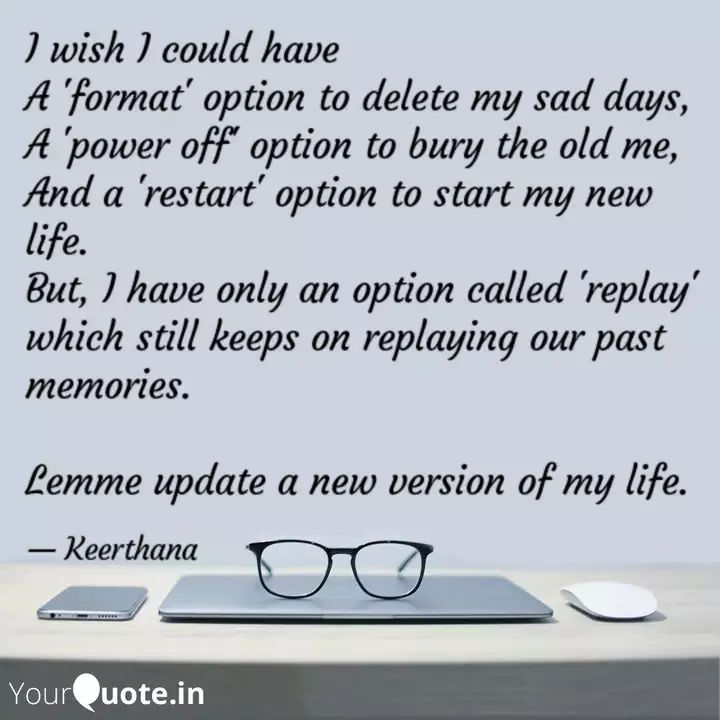 I wish I could have
A 'format' option to delete my sad days,
A 'power off' option to bury the old me,
And a 'restart' option to start my new
life.
But, I have only an option called 'replay'
which still keeps on replaying our past
memories.
Lemme update a new version of my life.
— Keerthana
YourQuote.in